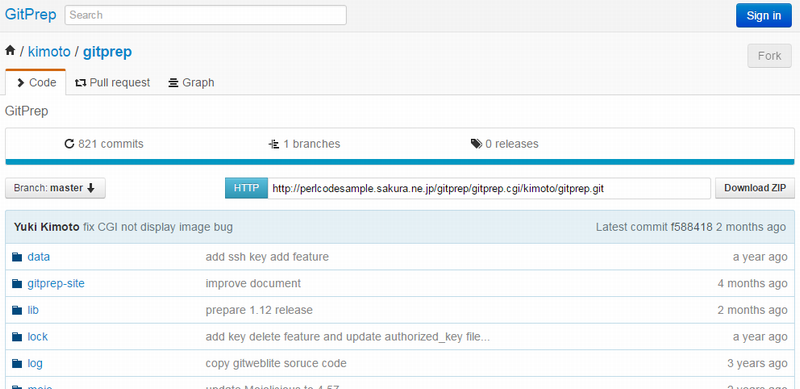 GitPrep Search Sign in
/ kimoto / gitprep Fork
Code Pull request Graph
GitPrep
821 commits 1 branches 0 releases
Branch: master HTTP http://perlcodesample.sakura.ne.jp/gitprep/gitprep.cgi/kimoto/gitprep.git Download ZIP
Yuki Kimoto fix CGI not display image bug Latest commit f588418 2 months ago
data add ssh key add feature a year ago
gitprep-site improve document 4 months ago
lib prepare 1.12 release 2 months ago
lock add key delete feature and update authorized_key file... a year ago
log copy gitweblite soruce code 3 years ago